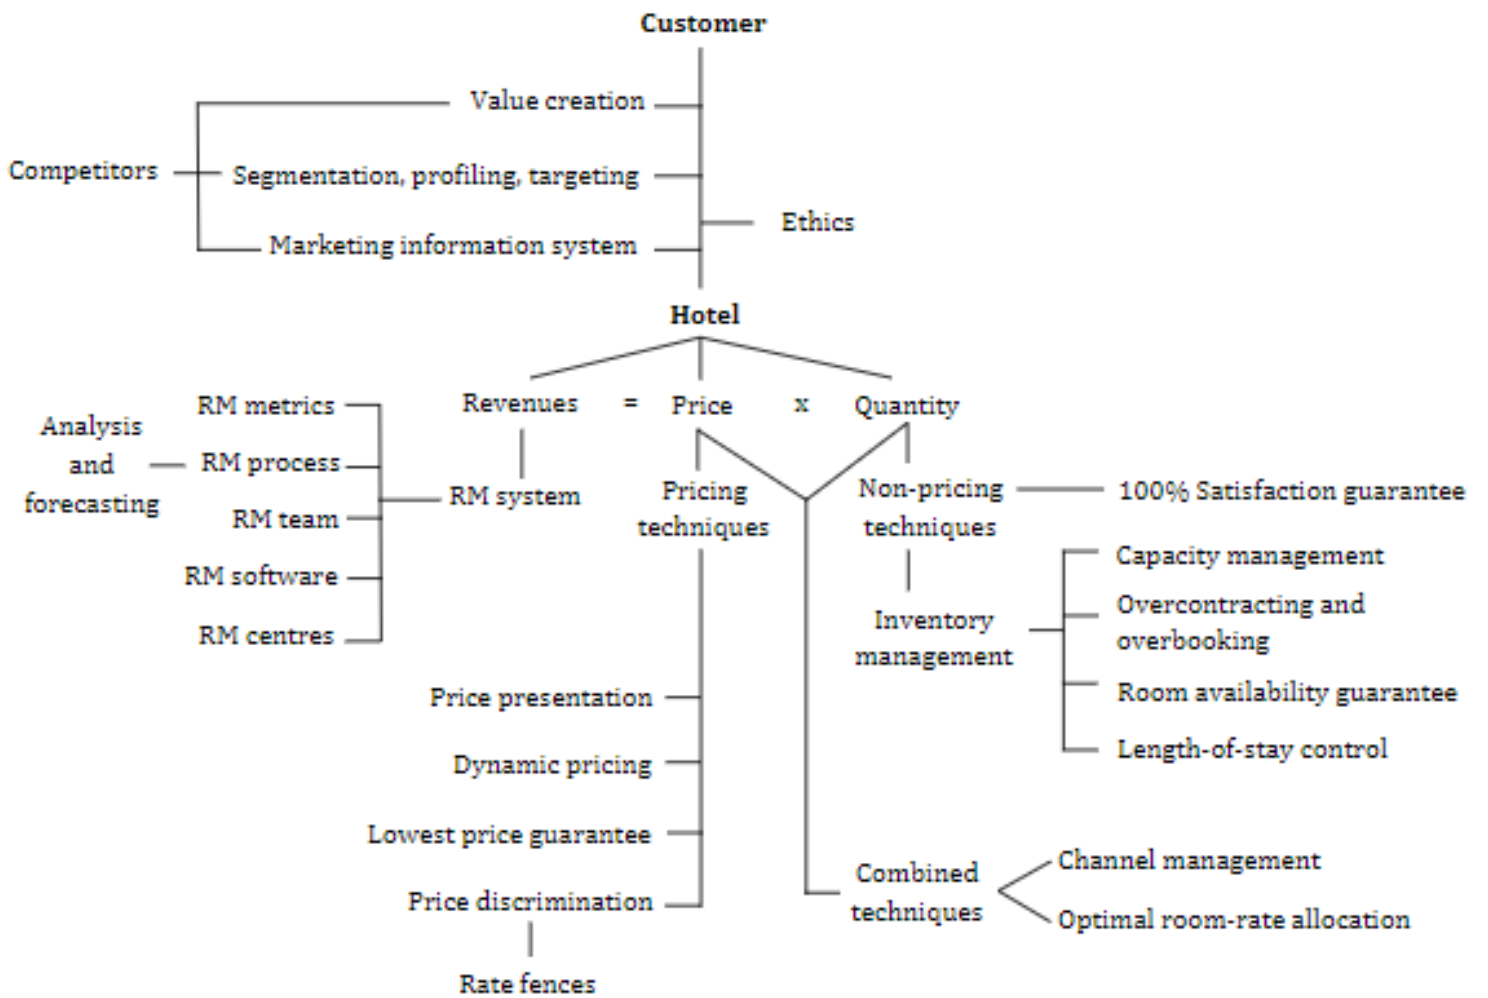 Customer
Value creation
Competitors
Segmentation, profiling, targeting
Ethics
Marketing information system
Hotel
Revenues = Price x Quantity
RM metrics
Analysis
and
forecasting
RM process
RM team
RM software
RM centres
RM system
Pricing
techniques
Non-pricing
techniques
100% Satisfaction guarantee
Inventory
management
Capacity management
Overcontracting and
overbooking
Room availability guarantee
Length-of-stay control
Price presentation
Dynamic pricing
Lowest price guarantee
Price discrimination
Rate fences
Combined
techniques
Channel management
Optimal room-rate allocation